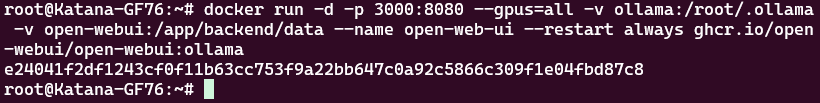 root@Katana-GF76:~# docker run -d -p 3000:8080 --gpus=all -v ollama:/root/.ollama
 -v open-webui:/app/backend/data --name open-web-ui --restart always ghcr.io/open
-webui/open-webui:ollama
e24041f2df1243cf0f11b63cc753f9a22bb647c0a92c5866c309f1e04fbd87c8
root@Katana-GF76:~#